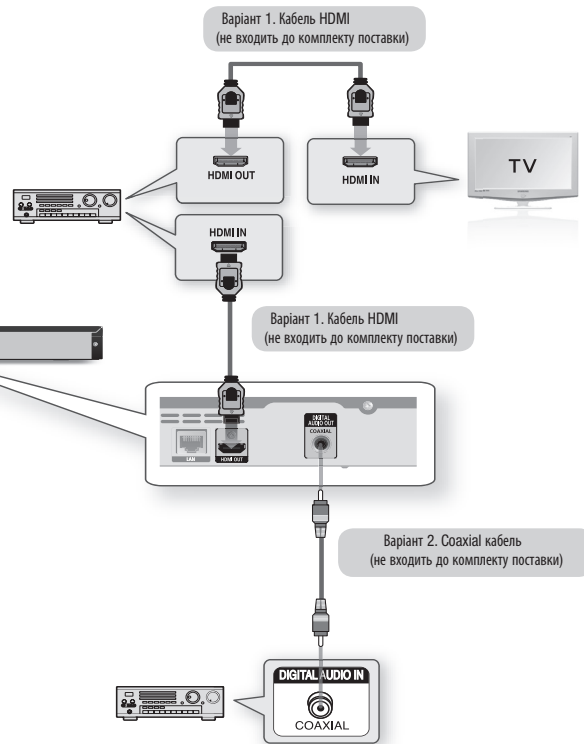 Варіант 1. Кабель HDMI
(не входить до комплекту поставки)
HDMI OUT
HDMI IN
TV
HDMI IN
Варіант 1. Кабель HDMI
(не входить до комплекту поставки)
DIGITAL
AUDIO OUT
COAXIAL
LAN
HDMI OUT
Варіант 2. Coaxial кабель
(не входить до комплекту поставки)
DIGITAL AUDIO IN
COAXIAL